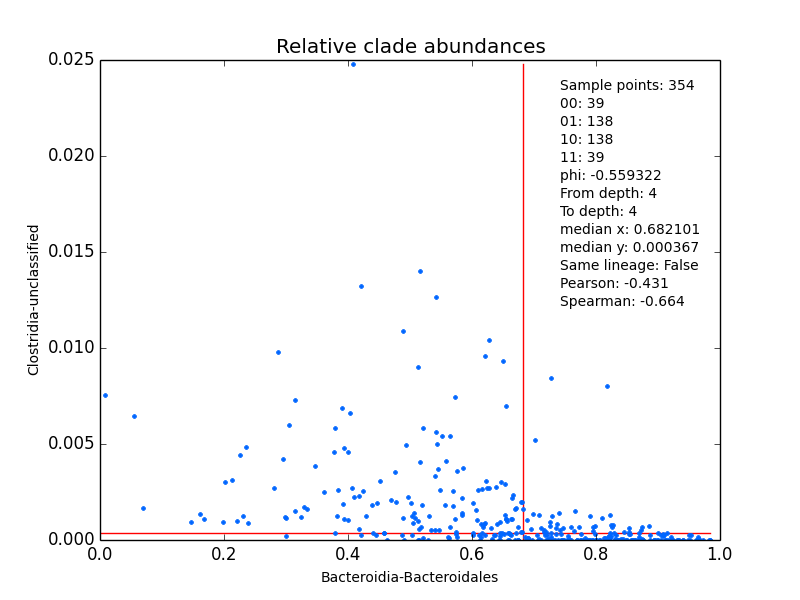 Relative clade abundances
0.025
0.020
0.015
0.010
0.005
0.000
Clostridia-unclassified
Sample points: 354
00: 39
01: 138
10: 138
11: 39
phi: -0.559322
From depth: 4
To depth: 4
median x: 0.682101
median y: 0.000367
Same lineage: False
Pearson: -0.431
Spearman: -0.664
0.0 0.2 0.4 0.6 0.8 1.0
Bacteroidia-Bacteroidales